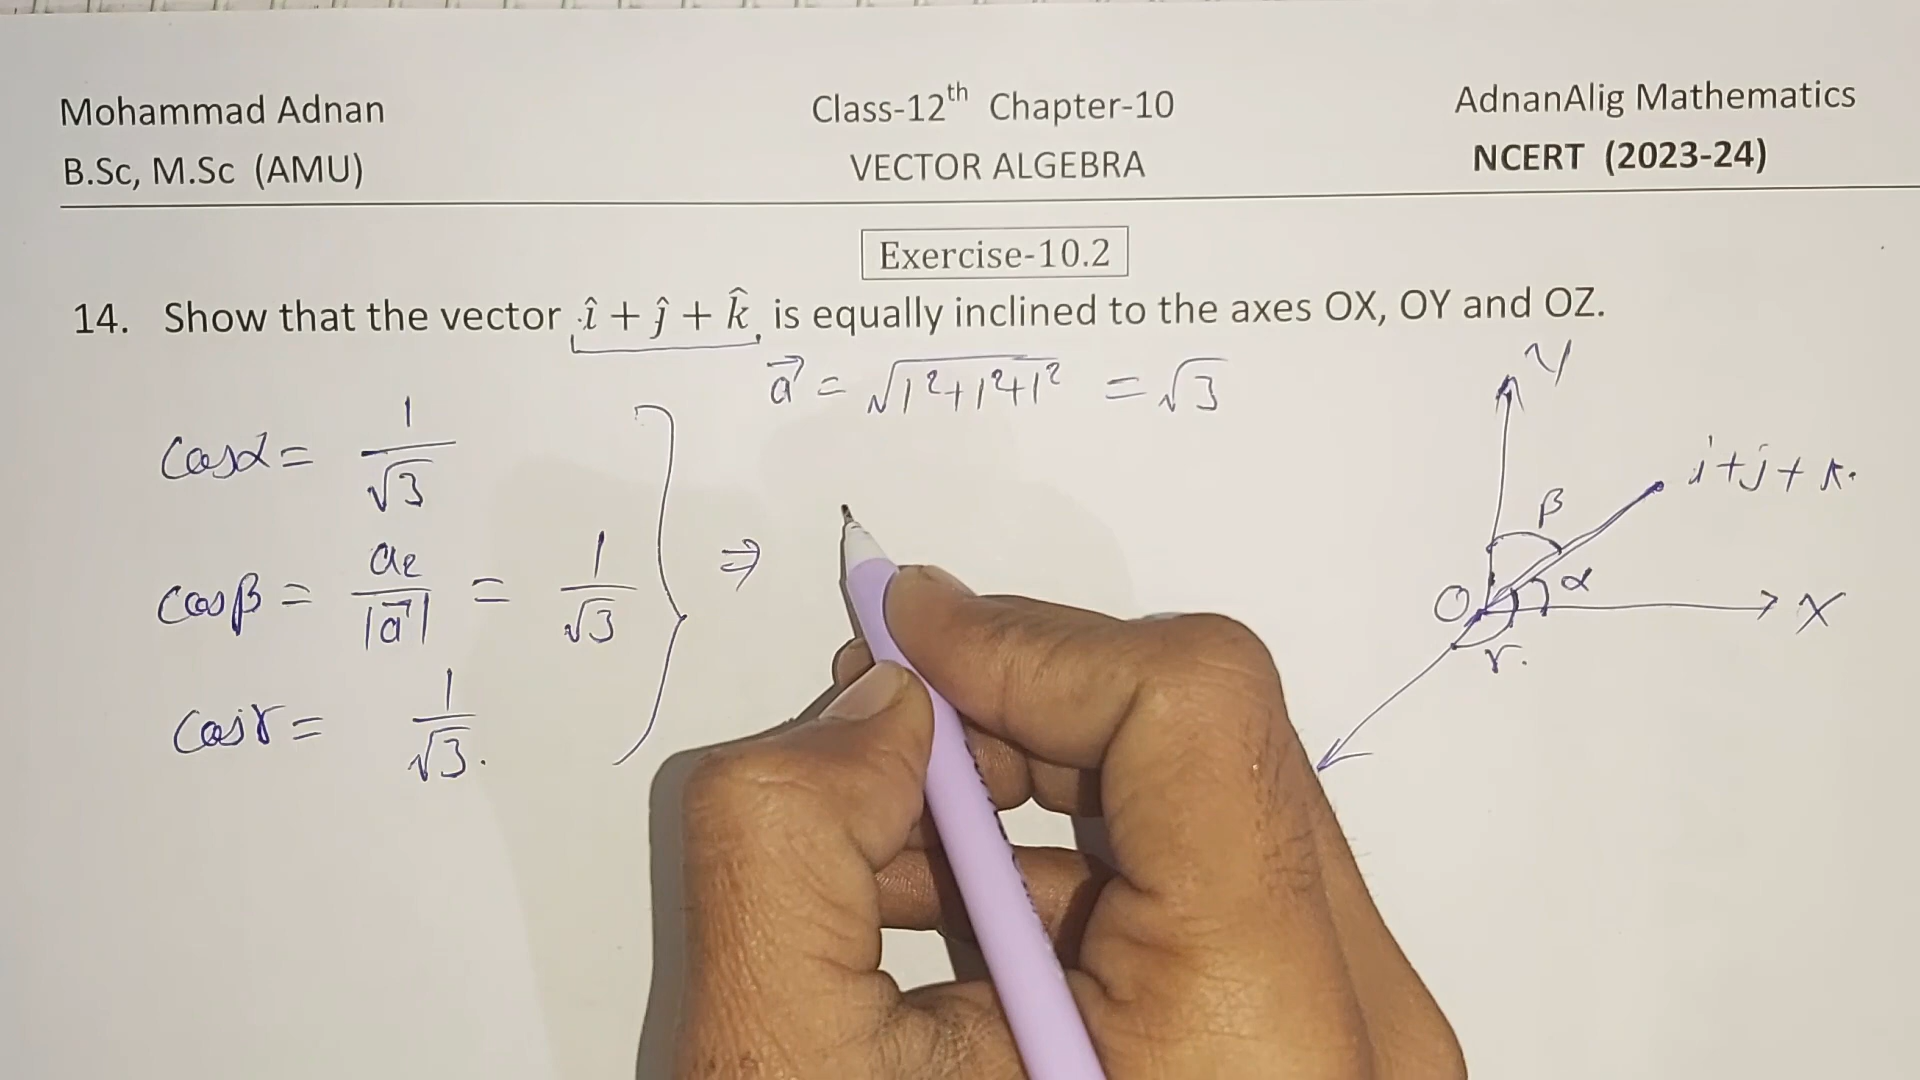 Mohammad Adnan
B.Sc, M.Sc (AMU)
Class-12th Chapter-10
VECTOR ALGEBRA
AdnanAlig Mathematics
NCERT (2023-24)
Exercise-10.2
14. Show that the vector î + ĵ + k̂ is equally inclined to the axes OX, OY and OZ.
a⃗ = √1²+1²+1² = √3
cosα = 1/√3
cosβ = a₂/|a⃗| = 1/√3
cosγ = 1/√3.
⇒
Y
i+j+k.
β
α
O
X
γ.